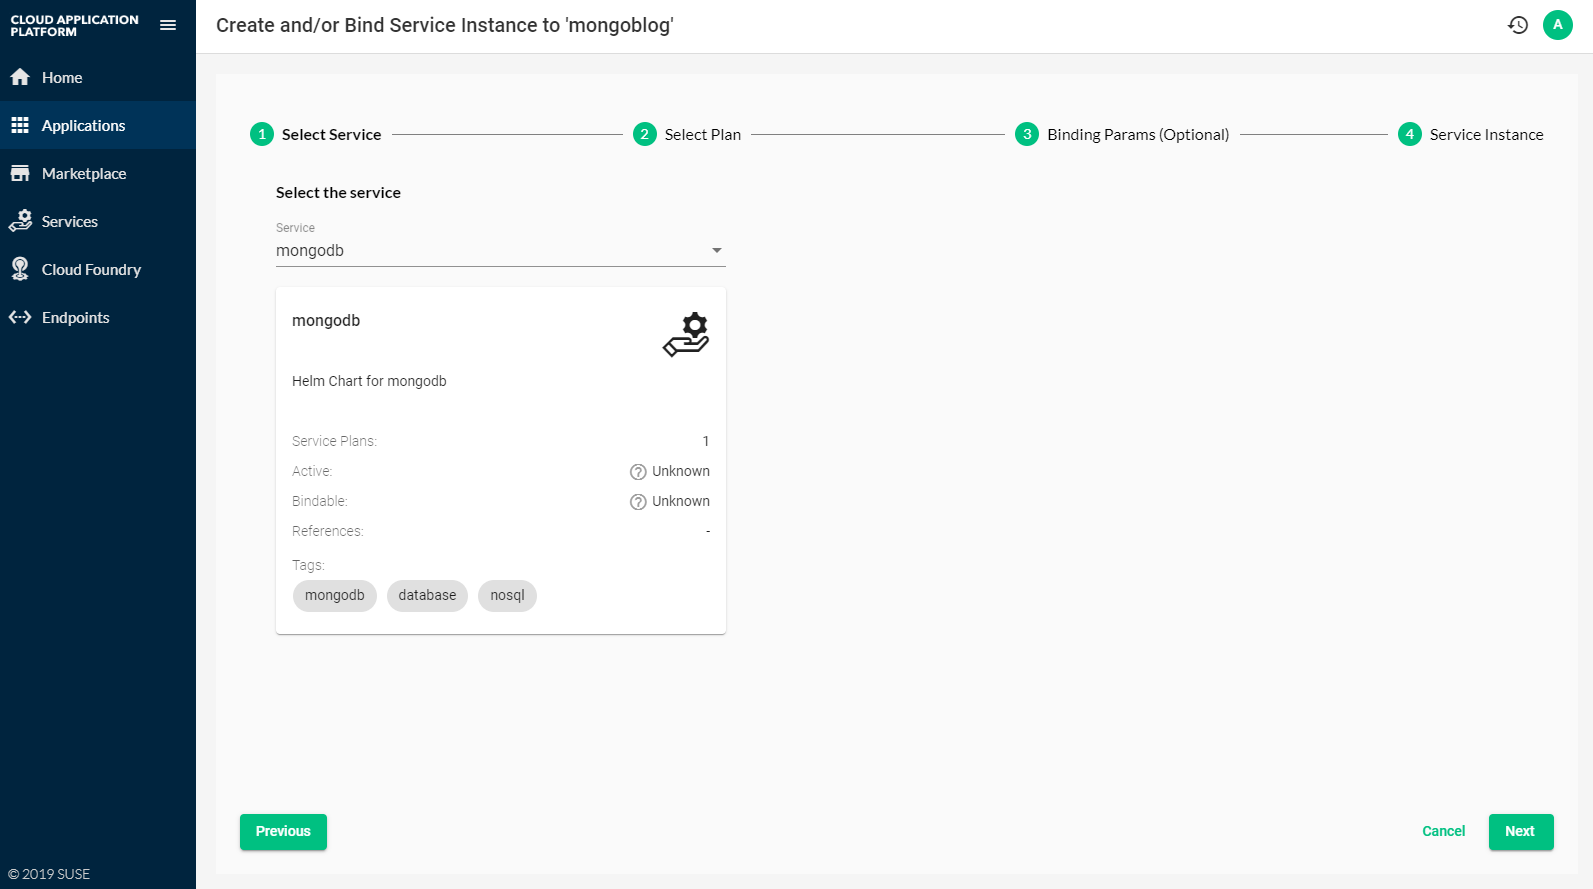 CLOUD APPLICATION
PLATFORM
Create and/or Bind Service Instance to 'mongoblog'
A
Home
Applications
Marketplace
Services
Cloud Foundry
Endpoints
1 Select Service
2 Select Plan
3 Binding Params (Optional)
4 Service Instance
Select the service
Service
mongodb
mongodb
Helm Chart for mongodb
Service Plans: 1
Active: ? Unknown
Bindable: ? Unknown
References: -
Tags:
mongodb database nosql
Previous
Cancel
Next
© 2019 SUSE